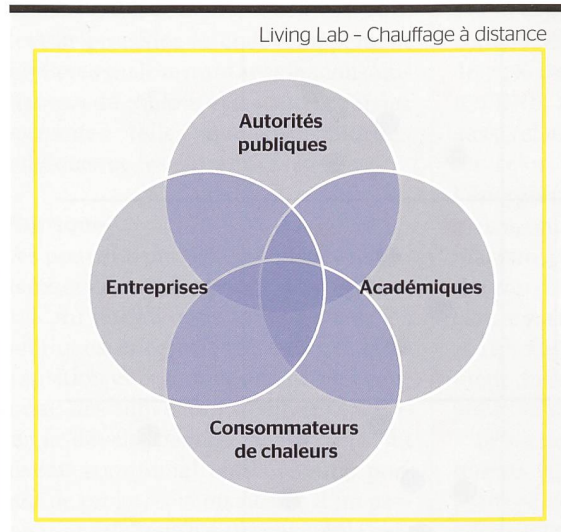 Living Lab – Chauffage à distance
Autorités
publiques
Entreprises
Académiques
Consommateurs
de chaleurs